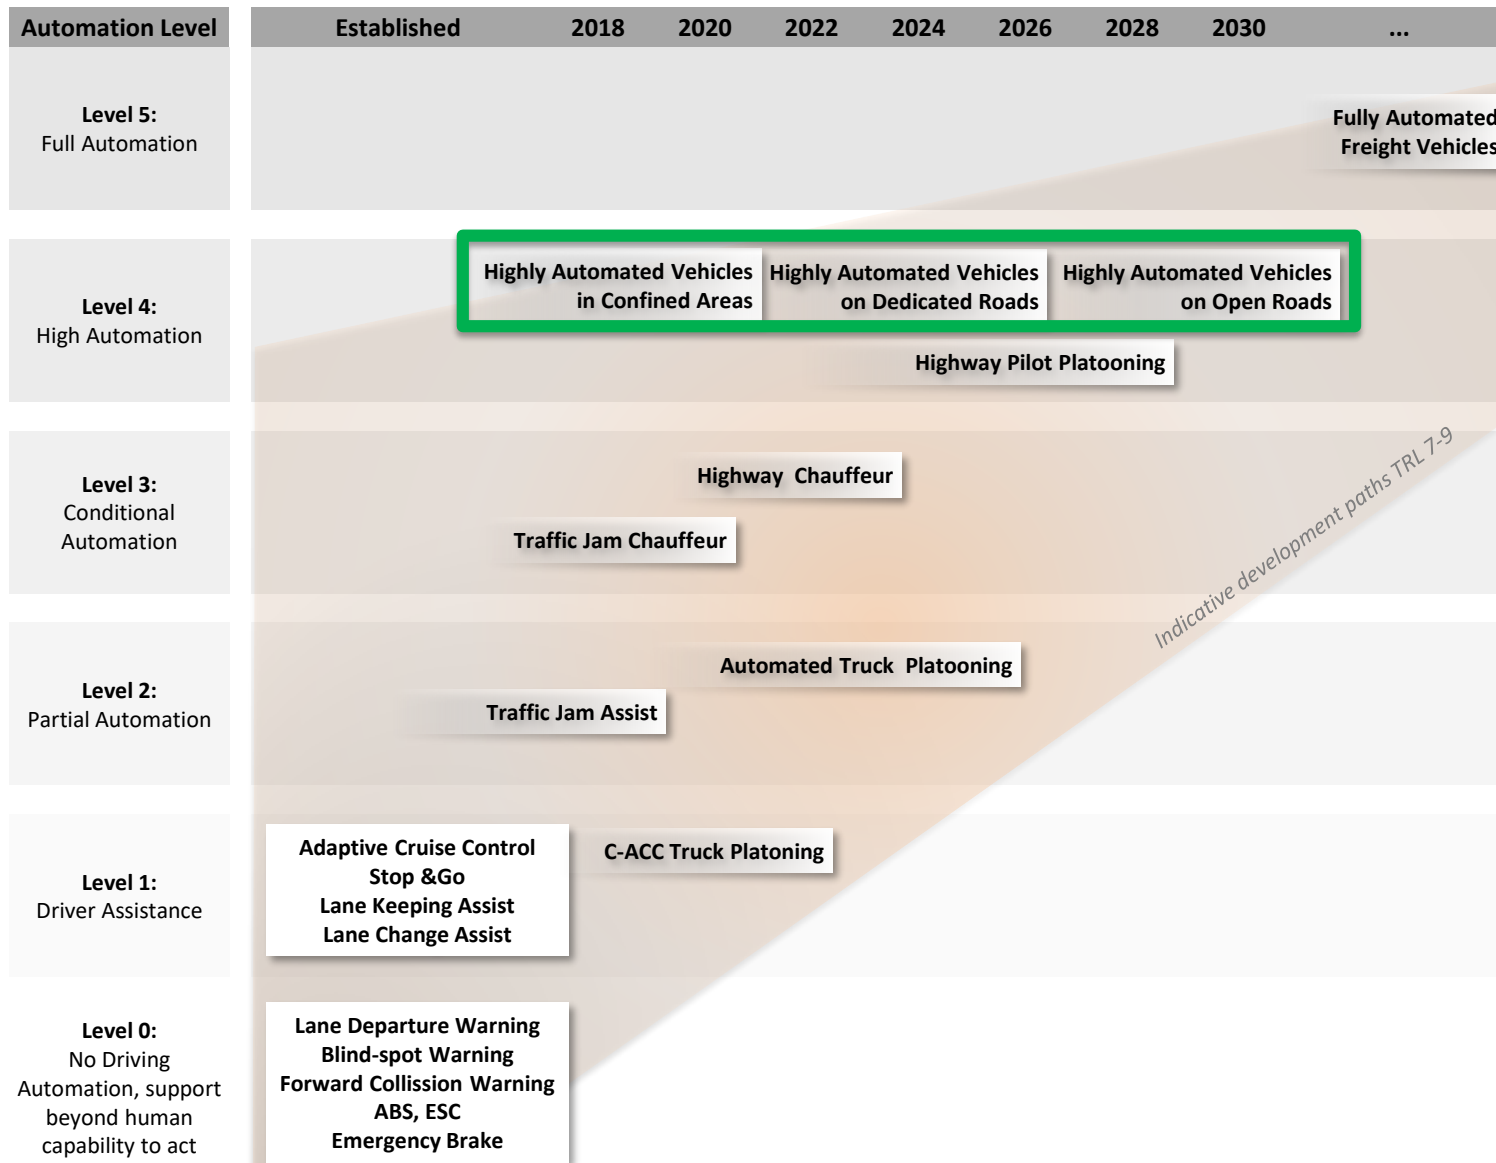 Automation Level
Established
2018
2020
2022
2024
2026
2028
2030
...
Level 5:
Full Automation
Fully Automated
Freight Vehicles
Level 4:
High Automation
Highly Automated Vehicles
in Confined Areas
Highly Automated Vehicles
on Dedicated Roads
Highly Automated Vehicles
on Open Roads
Highway Pilot Platooning
Level 3:
Conditional
Automation
Highway Chauffeur
Traffic Jam Chauffeur
Indicative development paths TRL 7-9
Level 2:
Partial Automation
Automated Truck Platooning
Traffic Jam Assist
Level 1:
Driver Assistance
Adaptive Cruise Control
Stop &Go
Lane Keeping Assist
Lane Change Assist
C-ACC Truck Platoning
Level 0:
No Driving
Automation, support
beyond human
capability to act
Lane Departure Warning
Blind-spot Warning
Forward Collission Warning
ABS, ESC
Emergency Brake